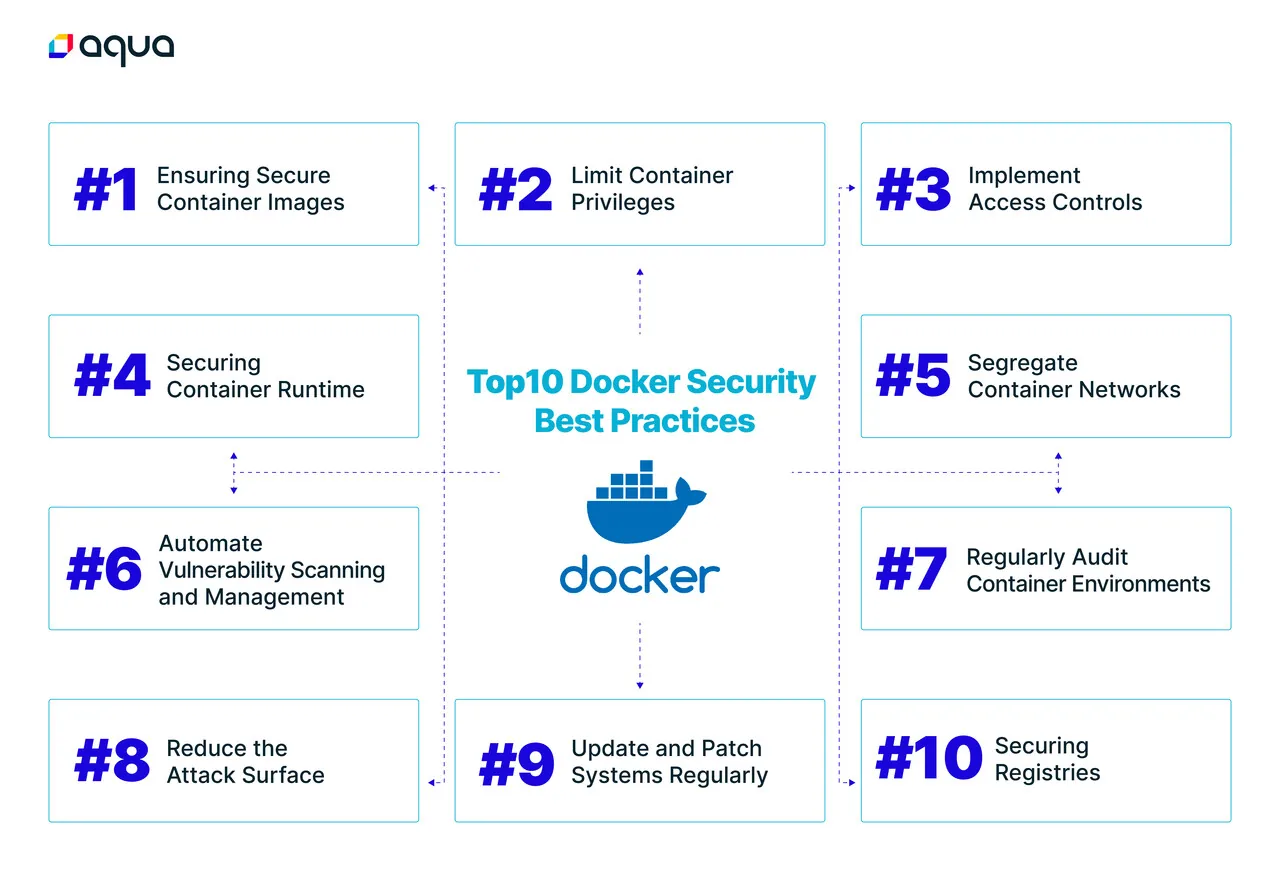 aqua
#1
Ensuring Secure
Container Images
#2
Limit Container
Privileges
#3
Implement
Access Controls
#4
Securing
Container Runtime
Top10 Docker Security
Best Practices
docker
#5
Segregate
Container Networks
#6
Automate
Vulnerability Scanning
and Management
#7
Regularly Audit
Container Environments
#8
Reduce the
Attack Surface
#9
Update and Patch
Systems Regularly
#10
Securing
Registries